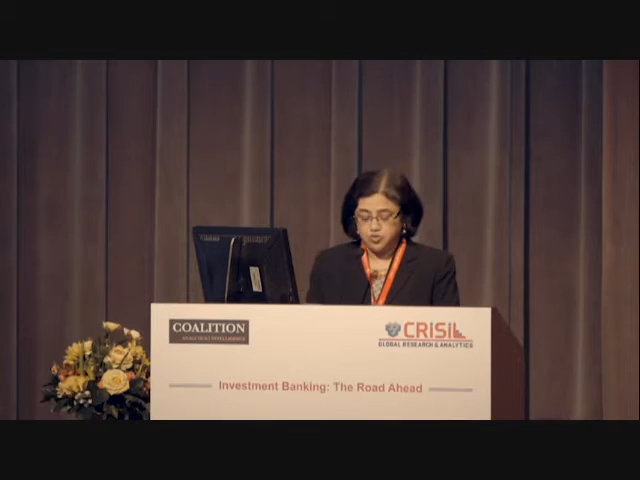 COALITION
CRISIL
GLOBAL RESEARCH & ANALYTICS
Investment Banking: The Road Ahead